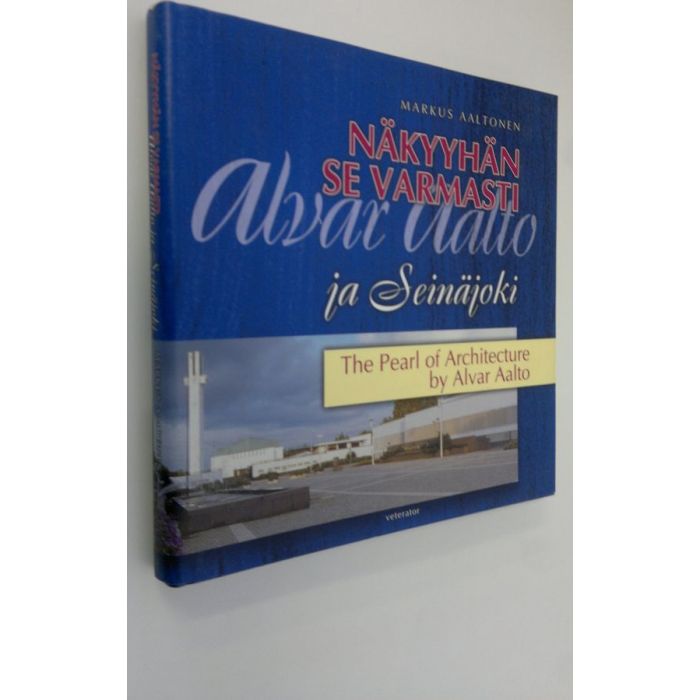 MARKUS AALTONEN
NÄKYYHÄN
SE VARMASTI
Alvar Aalto
ja Seinäjoki
The Pearl of Architecture
by Alvar Aalto
veterator